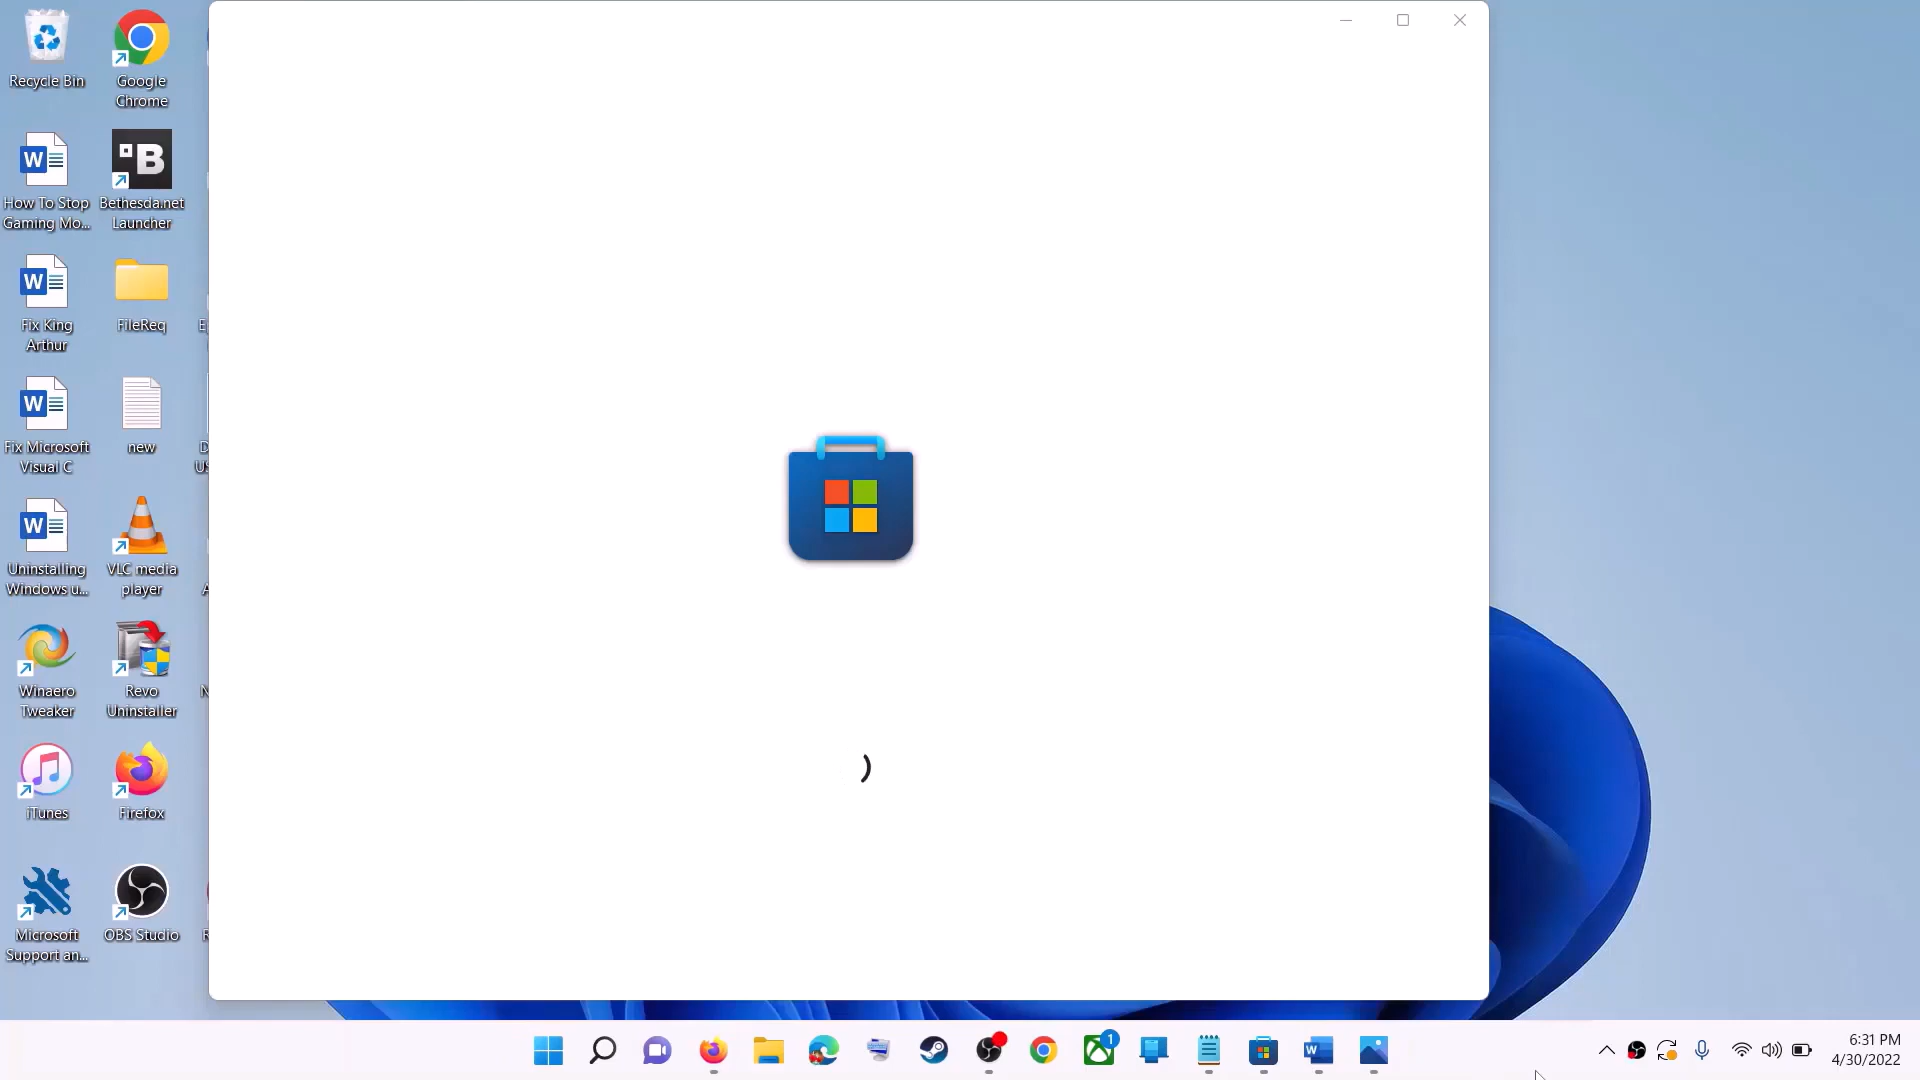 Recycle Bin
Google
Chrome
How To Stop
Gaming Mo...
Bethesda.net
Launcher
Fix King
Arthur
FileReq
Fix Microsoft
Visual C
new
Uninstalling
Windows u...
VLC media
player
Winaero
Tweaker
Revo
Uninstaller
iTunes
Firefox
Microsoft
Support an...
OBS Studio
1
6:31 PM
4/30/2022